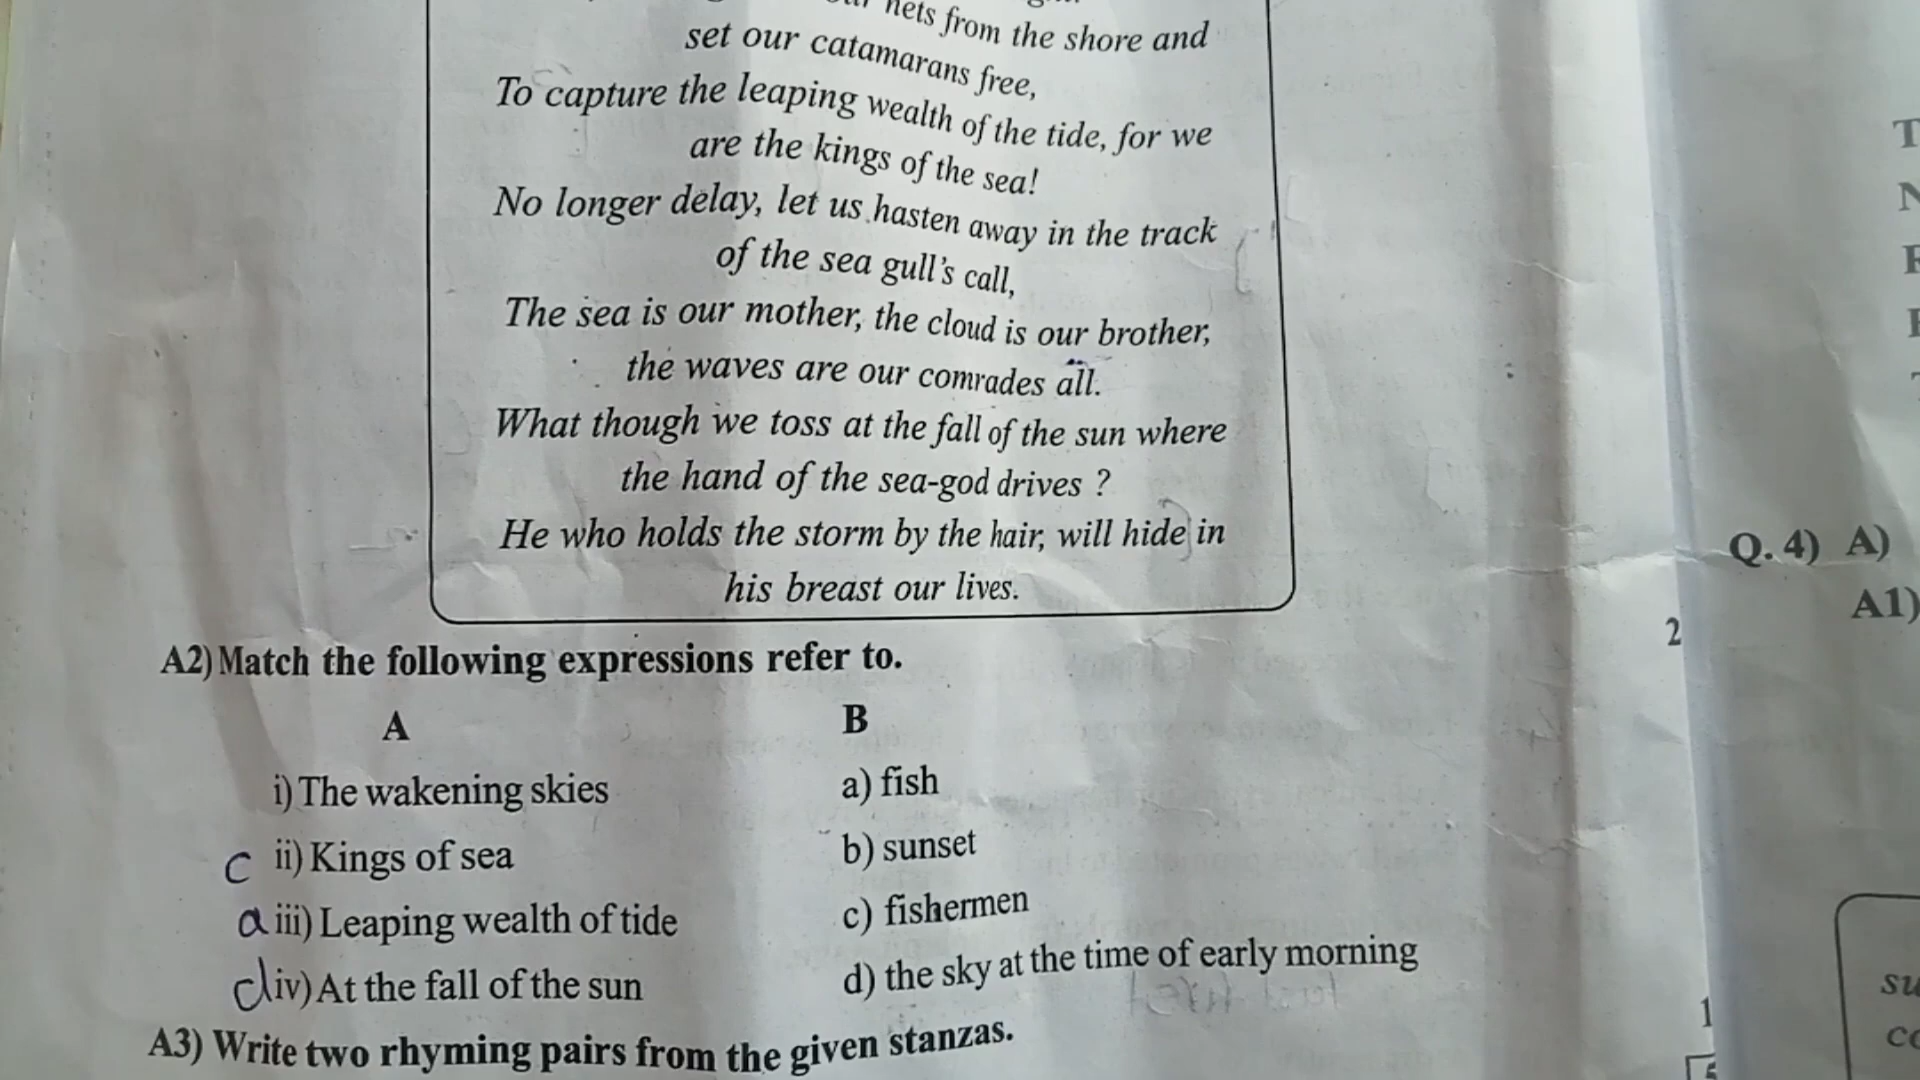 nets from the shore and
set our catamarans free,
To capture the leaping wealth of the tide, for we
are the kings of the sea!
No longer delay, let us hasten away in the track
of the sea gull's call,
The sea is our mother, the cloud is our brother,
the waves are our comrades all.
What though we toss at the fall of the sun where
the hand of the sea-god drives ?
He who holds the storm by the hair, will hide in
his breast our lives.
A2) Match the following expressions refer to.
2
A B
i) The wakening skies a) fish
c ii) Kings of sea b) sunset
a iii) Leaping wealth of tide c) fishermen
d iv) At the fall of the sun d) the sky at the time of early morning
A3) Write two rhyming pairs from the given stanzas.
1
Q. 4) A)
A1)